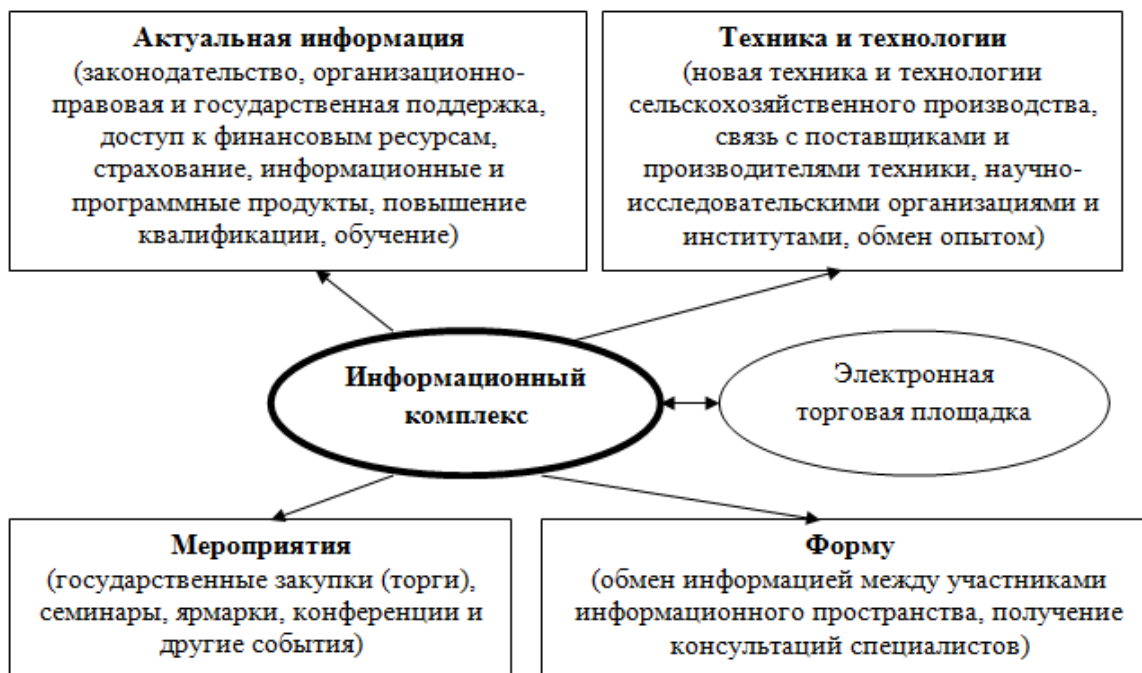 Актуальная информация
(законодательство, организационно-
правовая и государственная поддержка,
доступ к финансовым ресурсам,
страхование, информационные и
программные продукты, повышение
квалификации, обучение)
Техника и технологии
(новая техника и технологии
сельскохозяйственного производства,
связь с поставщиками и
производителями техники, научно-
исследовательскими организациями и
институтами, обмен опытом)
Информационный
комплекс
Электронная
торговая площадка
Мероприятия
(государственные закупки (торги),
семинары, ярмарки, конференции и
другие события)
Форму
(обмен информацией между участниками
информационного пространства, получение
консультаций специалистов)